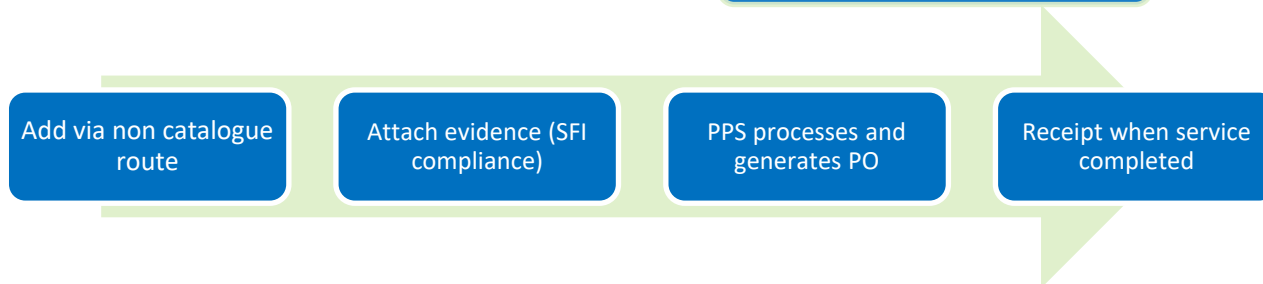 Add via non catalogue
route
Attach evidence (SFI
compliance)
PPS processes and
generates PO
Receipt when service
completed